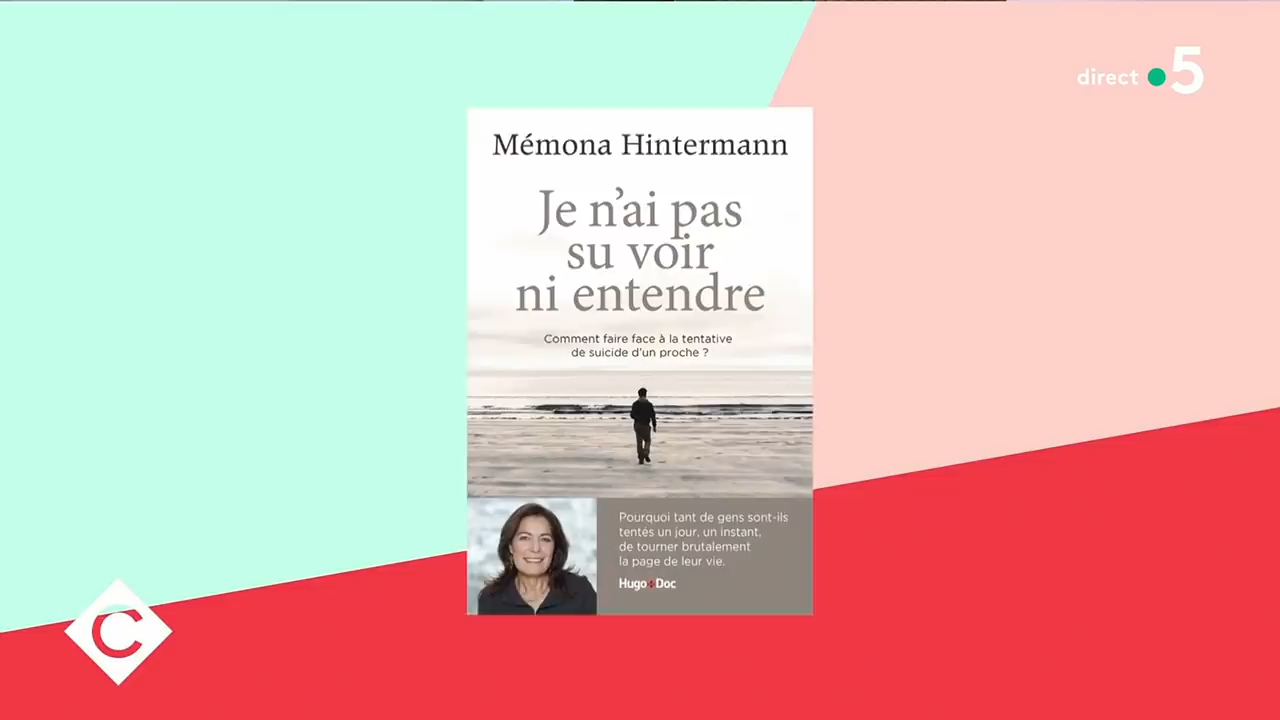 direct 5
Mémona Hintermann
Je n'ai pas
su voir
ni entendre
Comment faire face à la tentative
de suicide d'un proche ?
Pourquoi tant de gens sont-ils
tentés un jour, un instant,
de tourner brutalement
la page de leur vie.
Hugo Doc
C